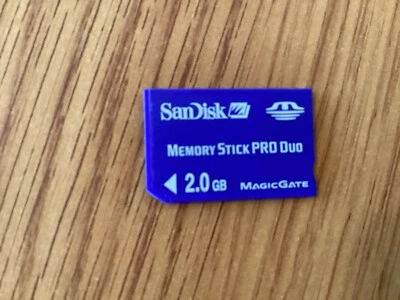 SanDisk
MEMORY STICK PRO DUO
2.0 GB MAGICGATE